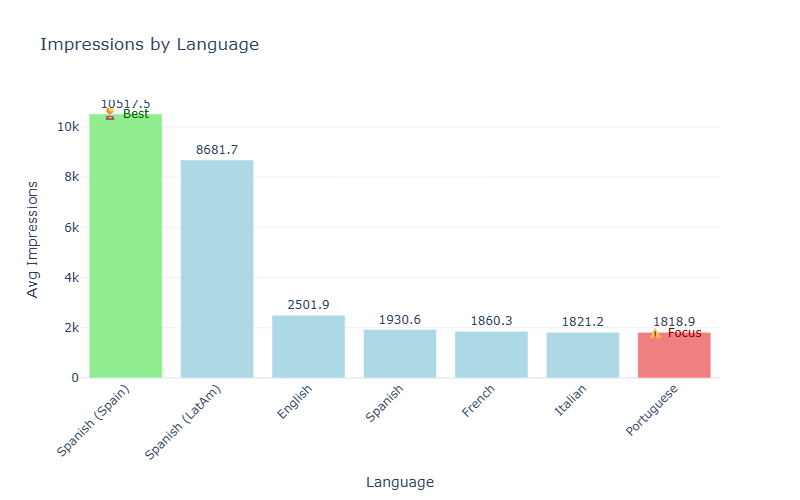 Impressions by Language
10517.5
🏆 Best
10k
8681.7
8k
6k
Avg Impressions
4k
2501.9
1930.6
1860.3
1821.2
1818.9
⚠️ Focus
2k
0
Spanish (Spain)
Spanish (LatAm)
English
Spanish
French
Italian
Portuguese
Language